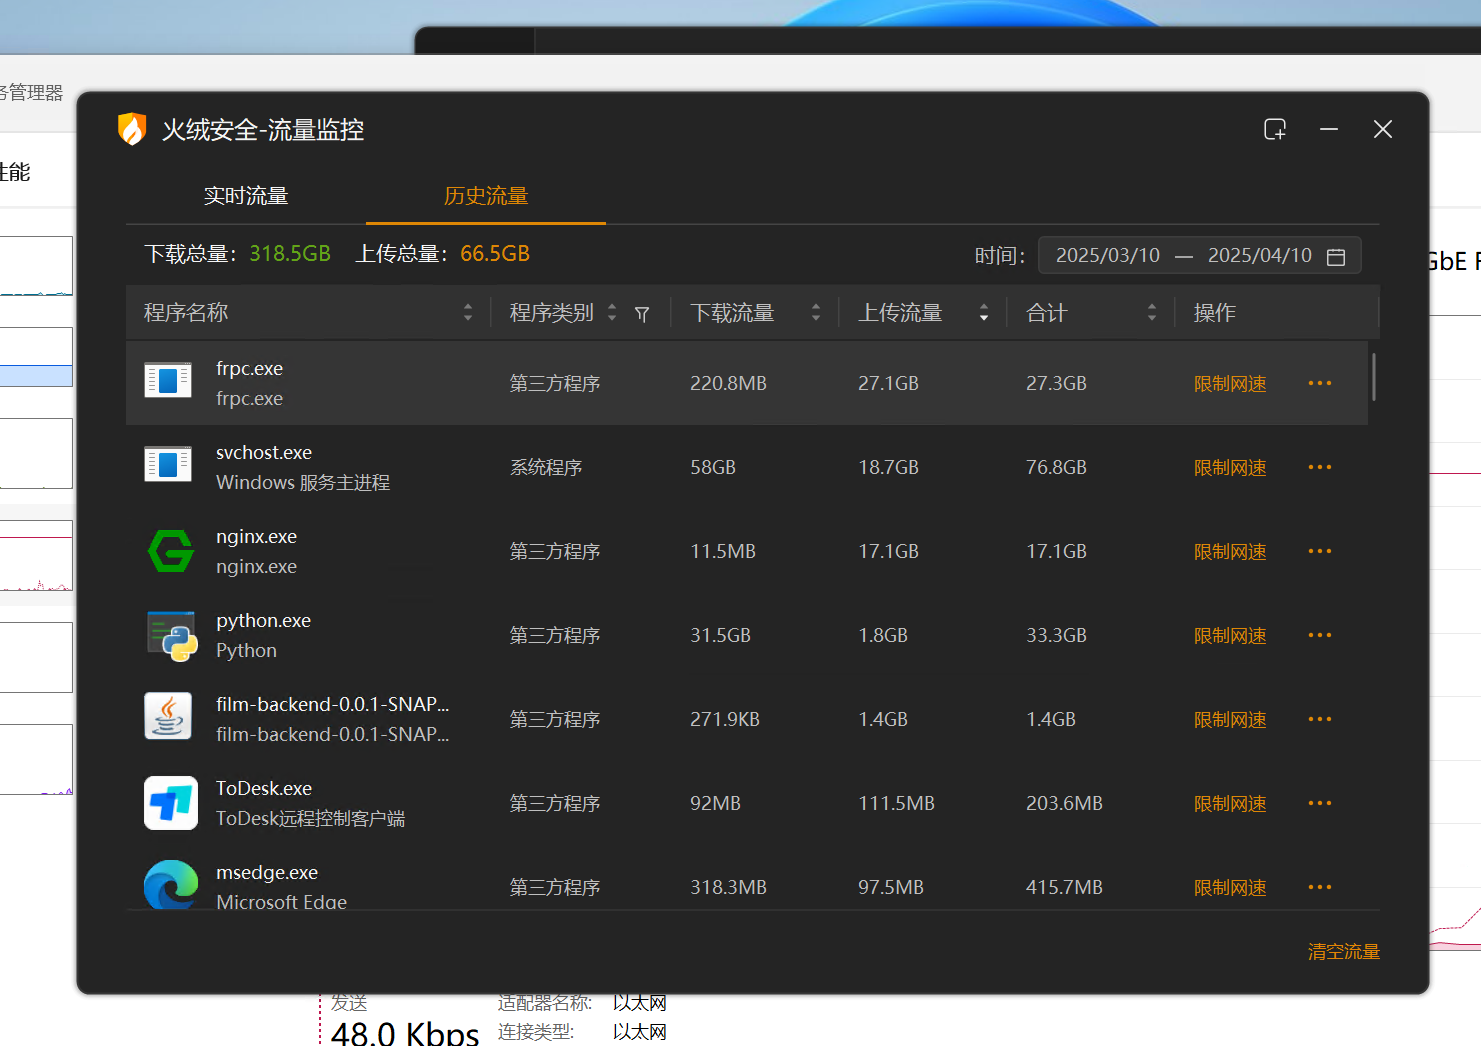 务管理器
性能
火绒安全-流量监控
实时流量
历史流量
下载总量: 318.5GB 上传总量: 66.5GB
时间: 2025/03/10 — 2025/04/10
GbE F
程序名称 程序类别 下载流量 上传流量 合计 操作
frpc.exe
frpc.exe
第三方程序 220.8MB 27.1GB 27.3GB 限制网速 •••
svchost.exe
Windows 服务主进程
系统程序 58GB 18.7GB 76.8GB 限制网速 •••
nginx.exe
nginx.exe
第三方程序 11.5MB 17.1GB 17.1GB 限制网速 •••
python.exe
Python
第三方程序 31.5GB 1.8GB 33.3GB 限制网速 •••
film-backend-0.0.1-SNAP...
film-backend-0.0.1-SNAP...
第三方程序 271.9KB 1.4GB 1.4GB 限制网速 •••
ToDesk.exe
ToDesk远程控制客户端
第三方程序 92MB 111.5MB 203.6MB 限制网速 •••
msedge.exe
Microsoft Edge
第三方程序 318.3MB 97.5MB 415.7MB 限制网速 •••
清空流量
发送
48.0 Kbps
适配器名称: 以太网
连接类型: 以太网